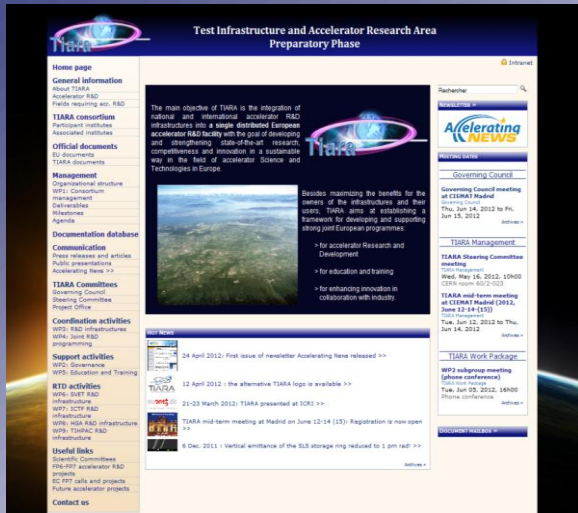 Tiara
Test Infrastructure and Accelerator Research Area
Preparatory Phase
Home page
General information
About TIARA
Accelerator R&D
Fields requiring acc. R&D
TIARA consortium
Participant institutes
Associated institutes
Official documents
EU documents
TIARA documents
Management
Organizational structure
WP1: Consortium
management
Deliverables
Milestones
Agenda
Documentation database
Communication
Press releases and articles
Public presentations
Accelerating News >>
TIARA Committees
Governing Council
Steering Committee
Project Office
Coordination activities
WP3: R&D infrastructures
WP4: Joint R&D
programming
Support activities
WP2: Governance
WP5: Education and Training
RTD activities
WP6: SVET R&D
infrastructure
WP7: ICTF R&D
infrastructure
WP8: HGA R&D infrastructure
WP9: TIHPAC R&D
infrastructure
Useful links
Scientific Committees
FP6-FP7 accelerator R&D
projects
EC FP7 calls and projects
Future accelerator projects
Contact us
The main objective of TIARA is the integration of
national and international accelerator R&D
infrastructures into a single distributed European
accelerator R&D facility with the goal of developing
and strengthening state-of-the-art research,
competitiveness and innovation in a sustainable
way in the field of accelerator Science and
Technologies in Europe.
Tiara
Besides maximizing the benefits for the
owners of the infrastructures and their
users, TIARA aims at establishing a
framework for developing and supporting
strong joint European programmes:
> for accelerator Research and
Development
> for education and training
> for enhancing innovation in
collaboration with industry.
HOT NEWS
24 April 2012: First issue of newsletter Accelerating News released >>
TIARA
12 April 2012 : the alternative TIARA logo is available >>
21-23 March 2012: TIARA presented at ICRI >>
TIARA mid-term meeting at Madrid on June 12-14 (15): Registration is now open
>>
6 Dec. 2011 : Vertical emittance of the SLS storage ring reduced to 1 pm rad! >>
Archives »
Intranet
Rechercher
NEWSLETTER »
Accelerating
NEWS
MEETING DATES
Governing Council
Governing Council meeting
at CIEMAT Madrid
Governing Council
Thu, Jun 14, 2012 to Fri,
Jun 15, 2012
Archives »
TIARA Management
TIARA Steering Committee
meeting
TIARA Management
Wed, May 16, 2012, 10h00
CERN room 60/2-023
TIARA mid-term meeting
at CIEMAT Madrid (2012,
June 12-14-(15))
TIARA Management
Tue, Jun 12, 2012 to Thu,
Jun 14, 2012
Archives »
TIARA Work Package
WP2 subgroup meeting
(phone conference)
TIARA Work Package
Tue, Jun 05, 2012, 16h00
Phone conference
Archives »
DOCUMENT MAILBOX »